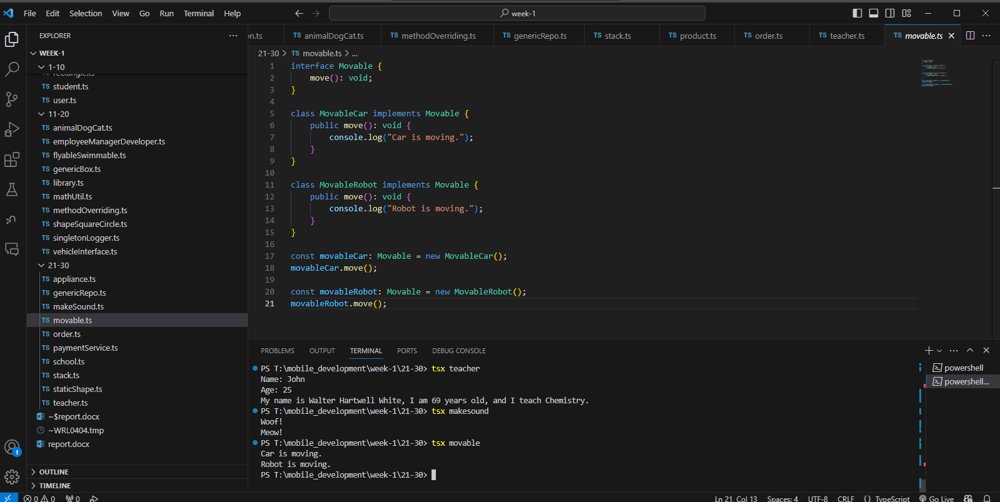 File Edit Selection View Go Run Terminal Help
week-1
EXPLORER
WEEK-1
1-10
rectangle.ts
TS student.ts
TS user.ts
11-20
TS animalDogCat.ts
TS employeeManagerDeveloper.ts
TS flyableSwimmable.ts
TS genericBox.ts
TS library.ts
TS mathUtil.ts
TS methodOverriding.ts
TS shapeSquareCircle.ts
TS singletonLogger.ts
TS vehicleInterface.ts
21-30
TS appliance.ts
TS genericRepo.ts
TS makeSound.ts
TS movable.ts
TS order.ts
TS paymentService.ts
TS school.ts
TS stack.ts
TS staticShape.ts
TS teacher.ts
~$report.docx
~WRL0404.tmp
report.docx
OUTLINE
TIMELINE
on.ts TS animalDogCat.ts TS methodOverriding.ts TS genericRepo.ts TS stack.ts TS product.ts TS order.ts TS teacher.ts TS movable.ts
21-30 > TS movable.ts > ...
1 interface Movable {
2 move(): void;
3 }
4
5 class MovableCar implements Movable {
6 public move(): void {
7 console.log("Car is moving.");
8 }
9 }
10
11 class MovableRobot implements Movable {
12 public move(): void {
13 console.log("Robot is moving.");
14 }
15 }
16
17 const movableCar: Movable = new MovableCar();
18 movableCar.move();
19
20 const movableRobot: Movable = new MovableRobot();
21 movableRobot.move();
PROBLEMS OUTPUT TERMINAL PORTS DEBUG CONSOLE
PS T:\mobile_development\week-1\21-30> tsx teacher
Name: John
Age: 25
My name is Walter Hartwell White, I am 69 years old, and I teach Chemistry.
PS T:\mobile_development\week-1\21-30> tsx makesound
Woof!
Meow!
PS T:\mobile_development\week-1\21-30> tsx movable
Car is moving.
Robot is moving.
PS T:\mobile_development\week-1\21-30>
powershell
powershell...
1
0 0 0
Ln 21, Col 13 Spaces: 4 UTF-8 CRLF {} TypeScript Go Live